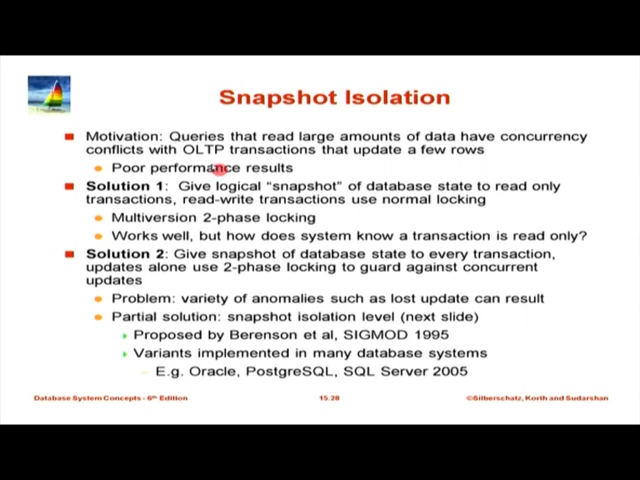 Snapshot Isolation
Motivation: Queries that read large amounts of data have concurrency
conflicts with OLTP transactions that update a few rows
Poor performance results
Solution 1: Give logical “snapshot” of database state to read only
transactions, read-write transactions use normal locking
Multiversion 2-phase locking
Works well, but how does system know a transaction is read only?
Solution 2: Give snapshot of database state to every transaction,
updates alone use 2-phase locking to guard against concurrent
updates
Problem: variety of anomalies such as lost update can result
Partial solution: snapshot isolation level (next slide)
Proposed by Berenson et al, SIGMOD 1995
Variants implemented in many database systems
E.g. Oracle, PostgreSQL, SQL Server 2005
Database System Concepts - 6th Edition 15.28 ©Silberschatz, Korth and Sudarshan